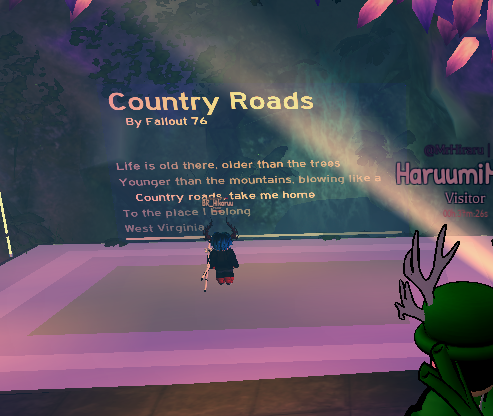 Country Roads
By Fallout 76
Life is old there, older than the trees
Younger than the mountains, blowing like a
Country roads, take me home
To the place I belong
West Virginia
HaruumiM
Visitor